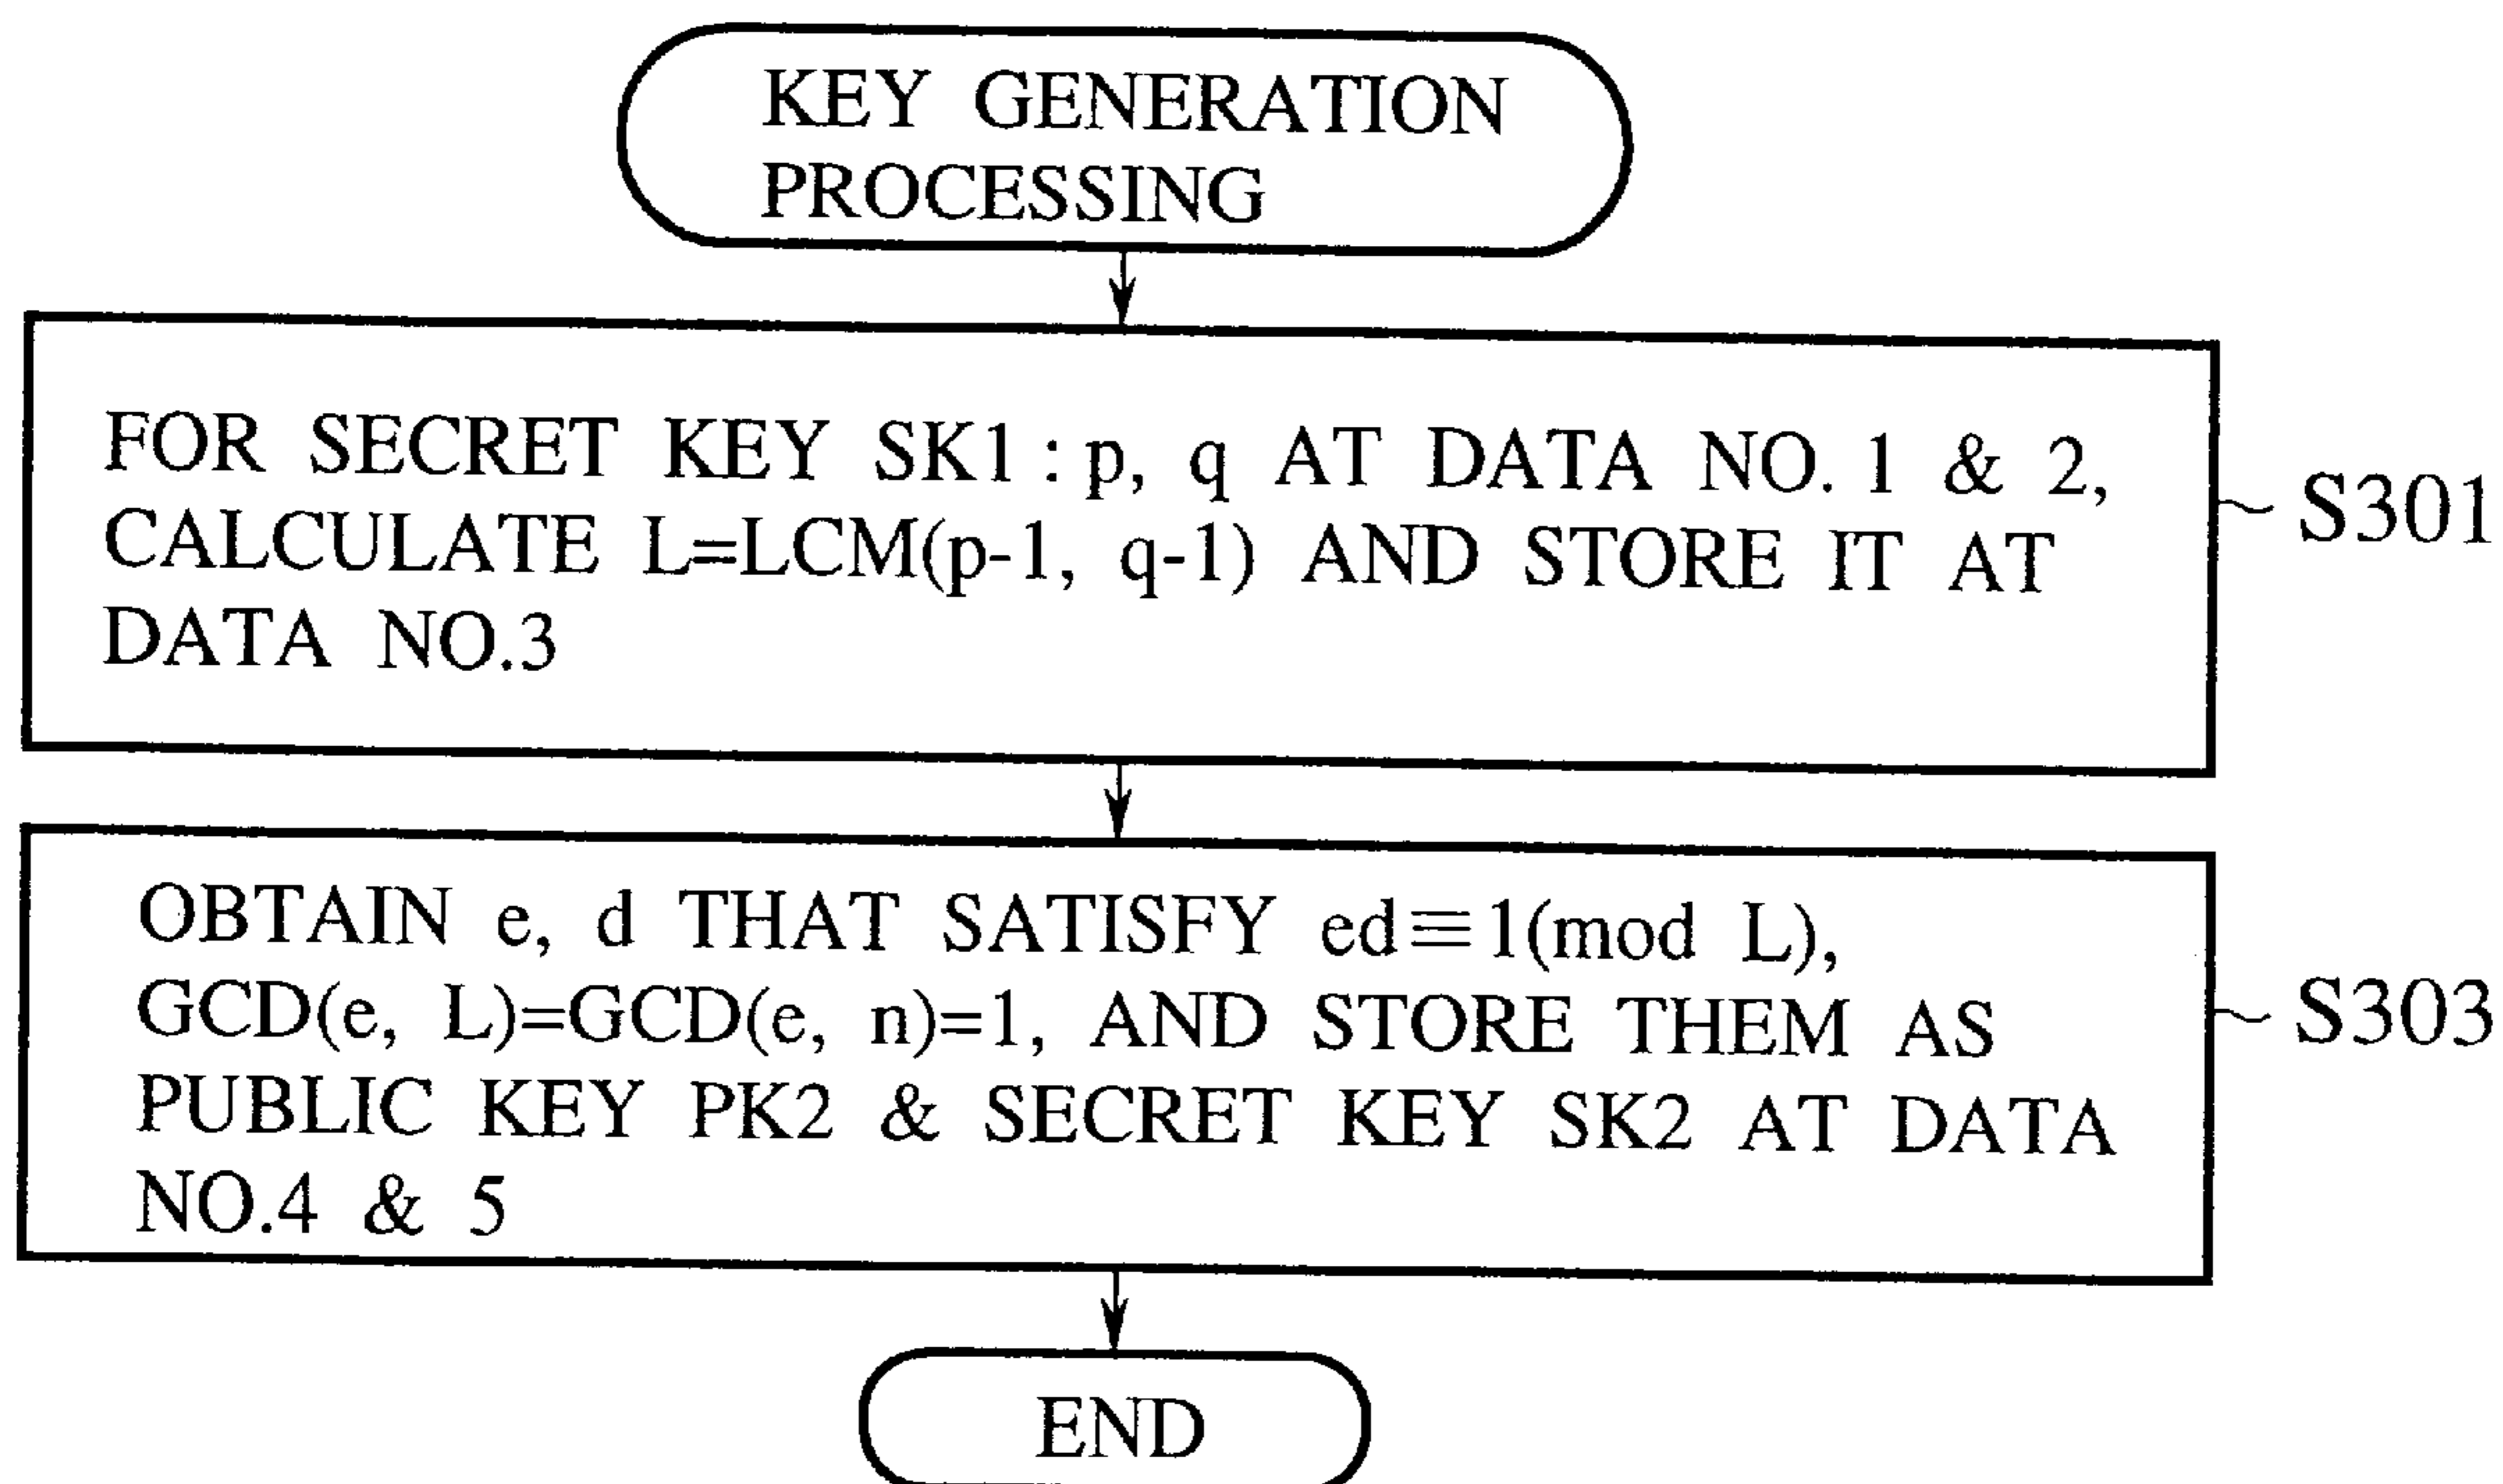 KEY GENERATION
PROCESSING
FOR SECRET KEY SK1 : p, q AT DATA NO. 1 & 2,
CALCULATE L=LCM(p-1, q-1) AND STORE IT AT
DATA NO.3
S301
OBTAIN e, d THAT SATISFY ed≡1(mod L),
GCD(e, L)=GCD(e, n)=1, AND STORE THEM AS
PUBLIC KEY PK2 & SECRET KEY SK2 AT DATA
NO.4 & 5
S303
END